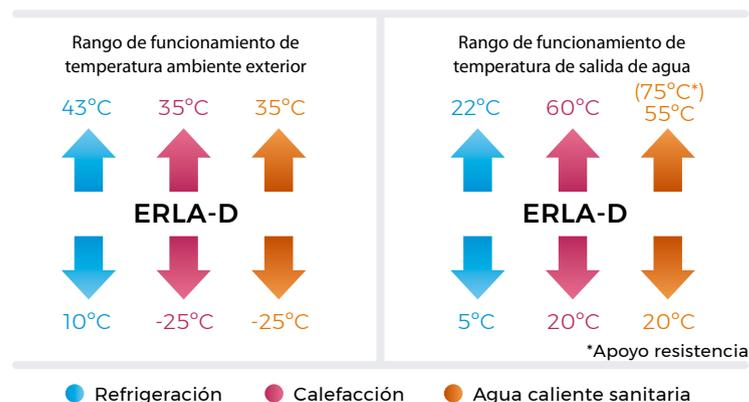 Rango de funcionamiento de
temperatura ambiente exterior
43°C 35°C 35°C
ERLA-D
10°C -25°C -25°C
Rango de funcionamiento de
temperatura de salida de agua
(75°C*)
22°C 60°C 55°C
ERLA-D
5°C 20°C 20°C
*Apoyo resistencia
Refrigeración Calefacción Agua caliente sanitaria